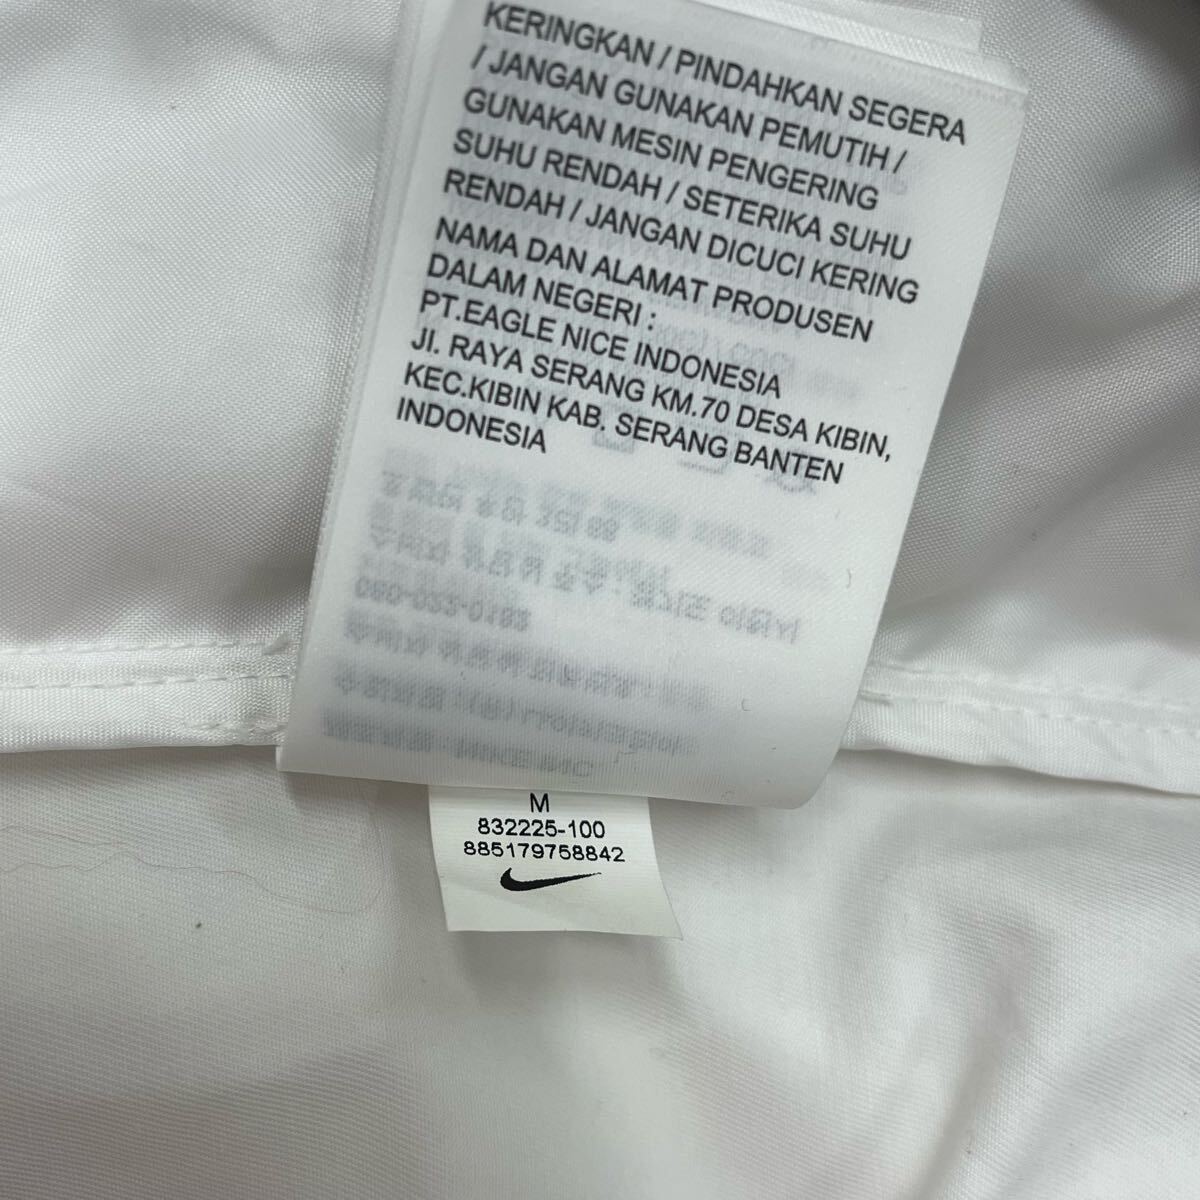 KERINGKAN / PINDAHKAN SEGERA
/ JANGAN GUNAKAN PEMUTIH /
GUNAKAN MESIN PENGERING
SUHU RENDAH / SETERIKA SUHU
RENDAH / JANGAN DICUCI KERING
NAMA DAN ALAMAT PRODUSEN
DALAM NEGERI :
PT.EAGLE NICE INDONESIA
Jl. RAYA SERANG KM.70 DESA KIBIN,
KEC.KIBIN KAB. SERANG BANTEN
INDONESIA
M
832225-100
885179758842